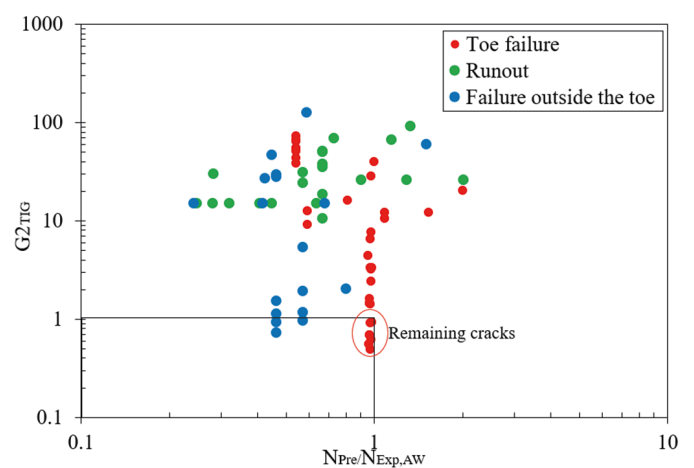 1000
100
10
1
0.1
G2TIG
Toe failure
Runout
Failure outside the toe
Remaining cracks
0.1
1
10
NPre/NExp,AW